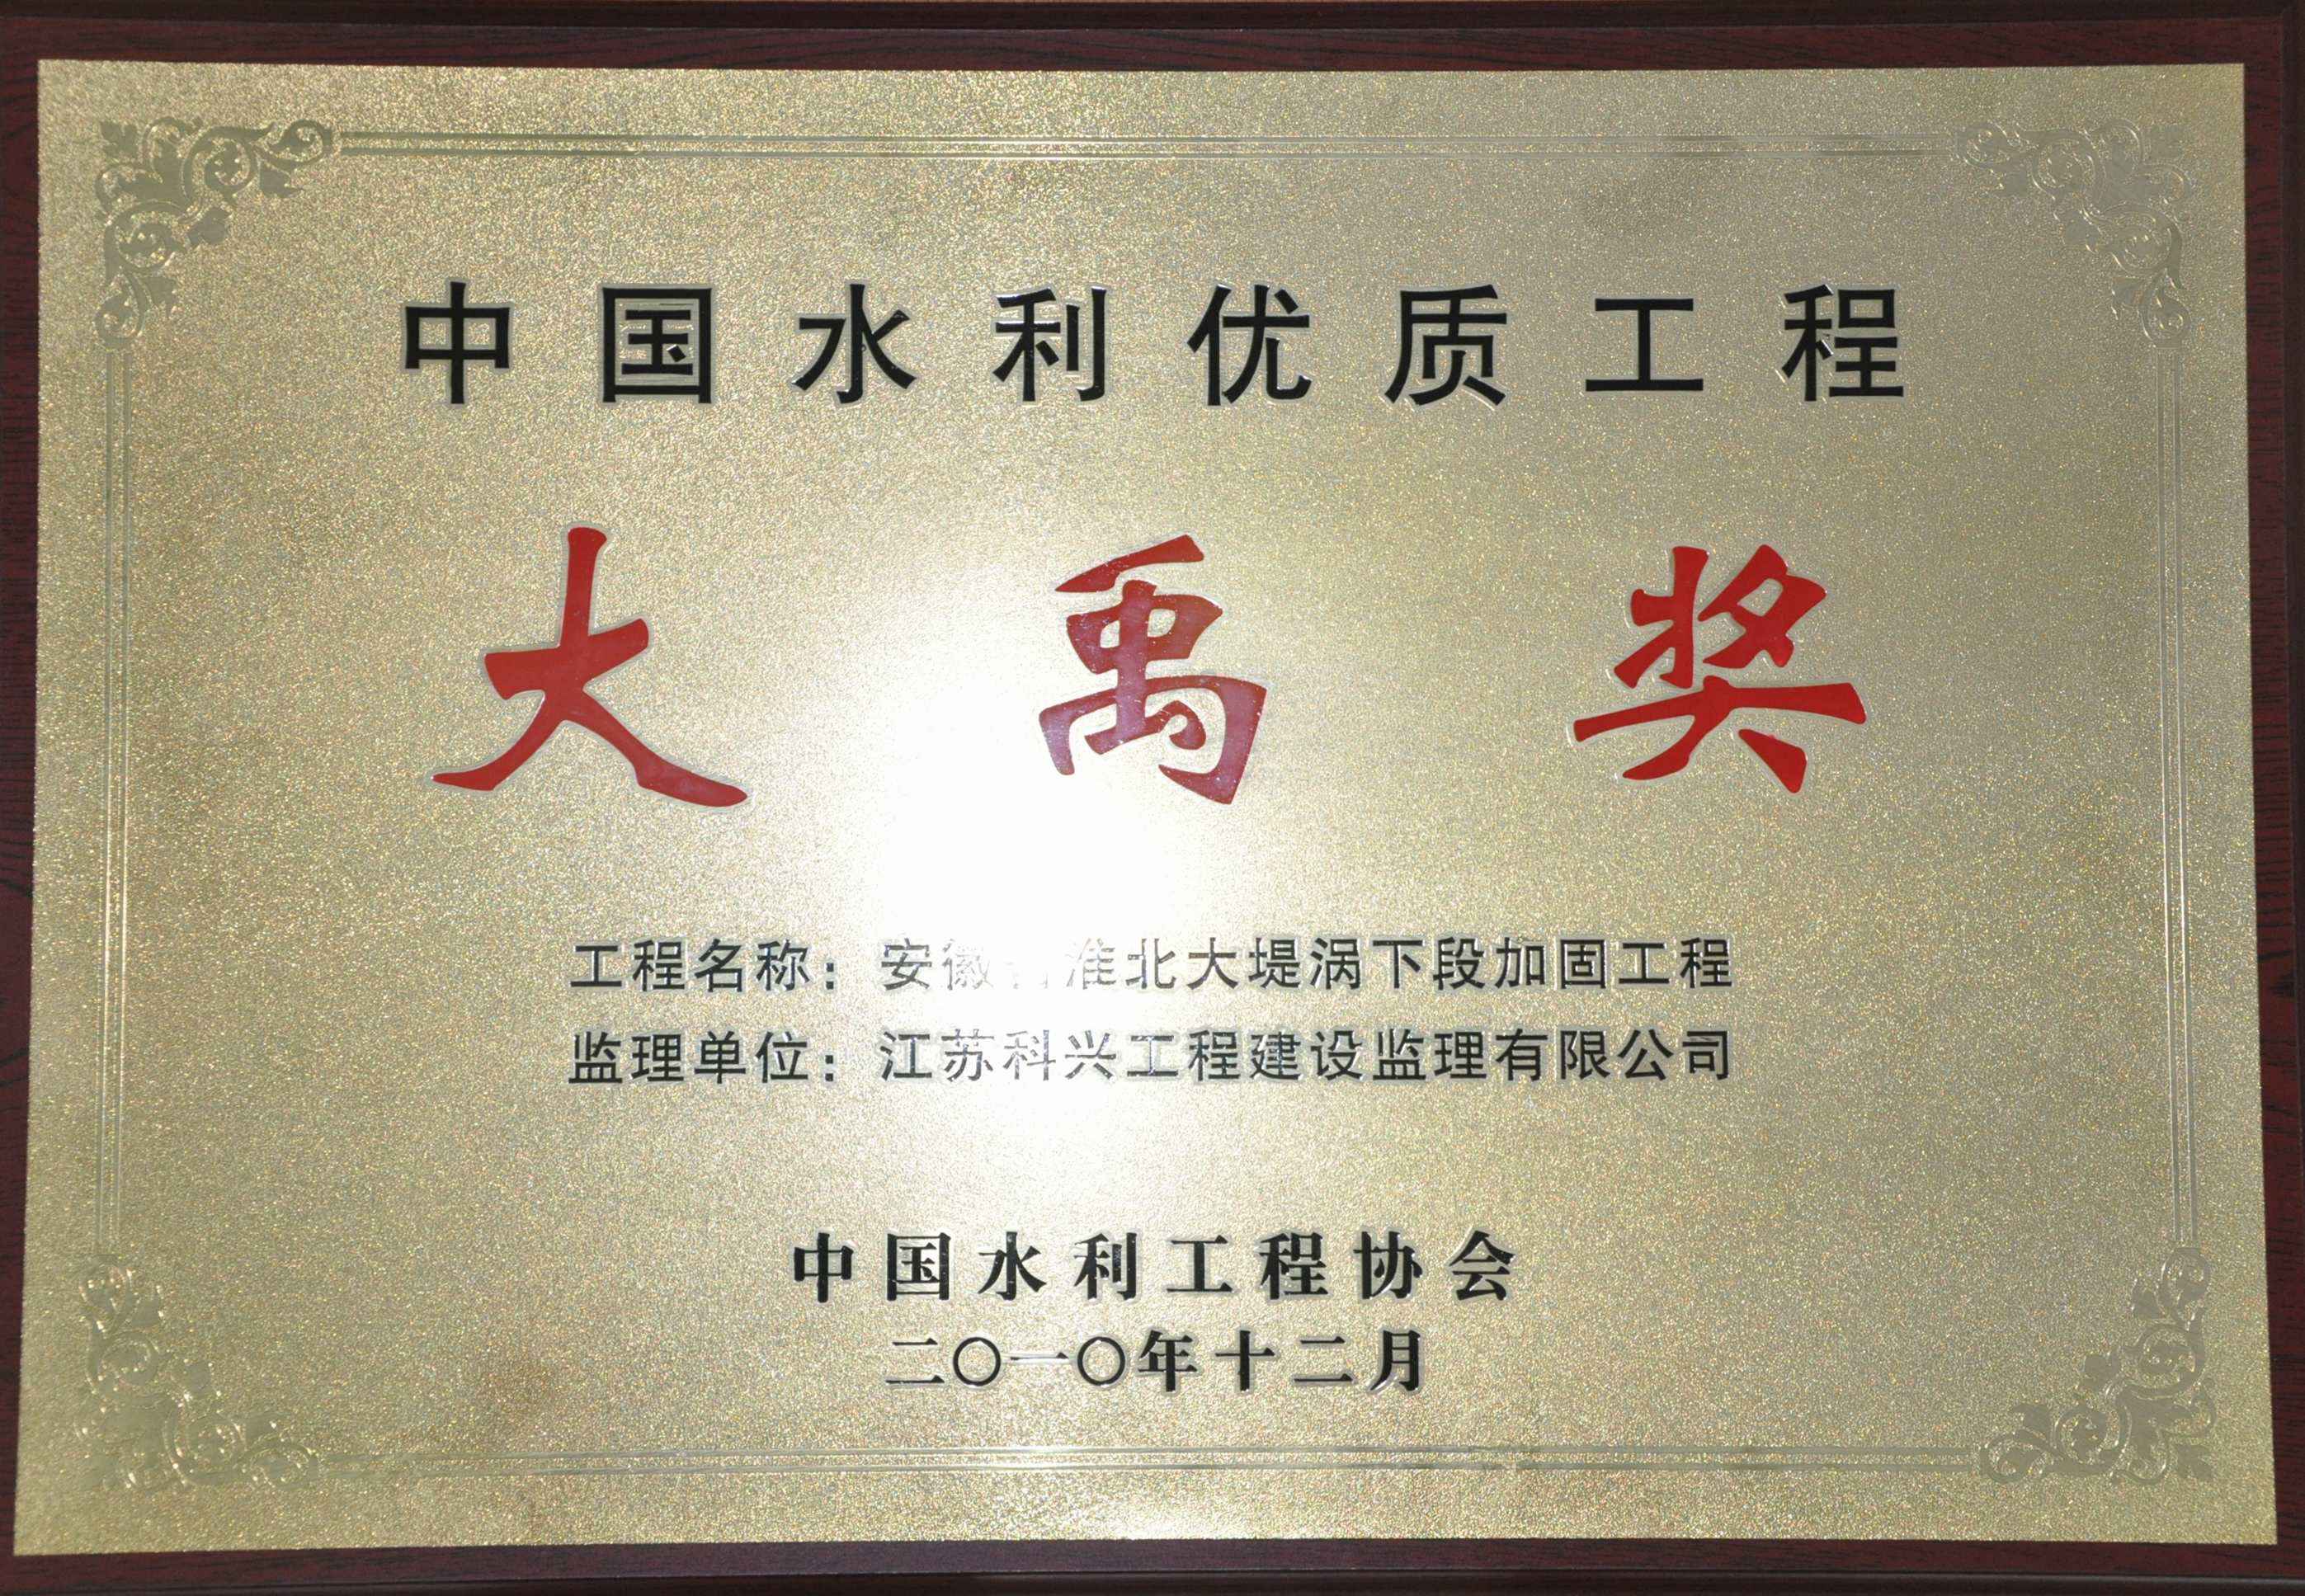 中国水利优质工程
大禹奖
工程名称：安徽省淮北大堤涡下段加固工程
监理单位：江苏科兴工程建设监理有限公司
中国水利工程协会
二〇一〇年十二月